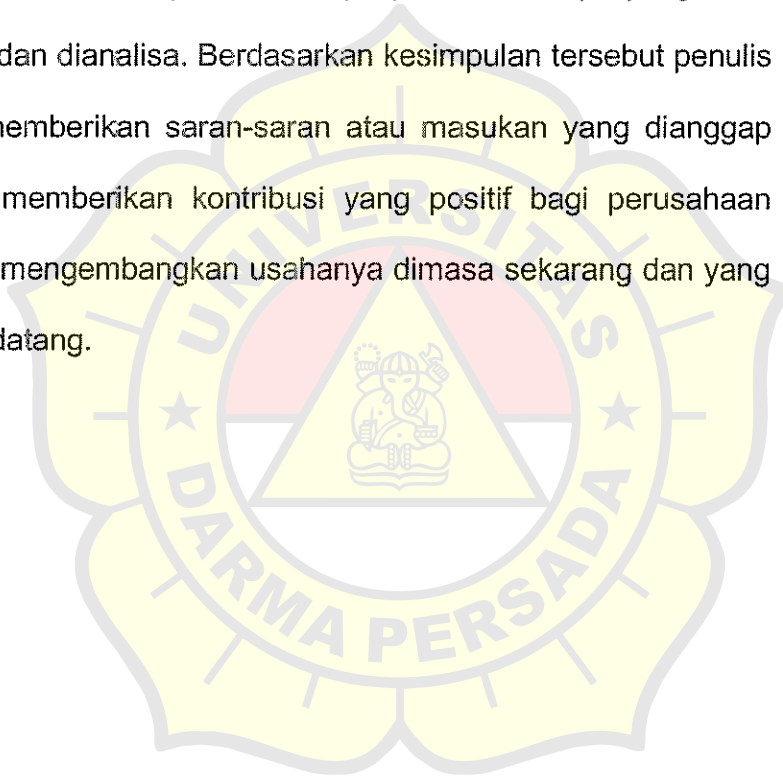 dan dianalisa. Berdasarkan kesimpulan tersebut penulis
memberikan saran-saran atau masukan yang dianggap
memberikan kontribusi yang positif bagi perusahaan
mengembangkan usahanya dimasa sekarang dan yang
datang.
UNIVERSITAS
DARMA PERSADA